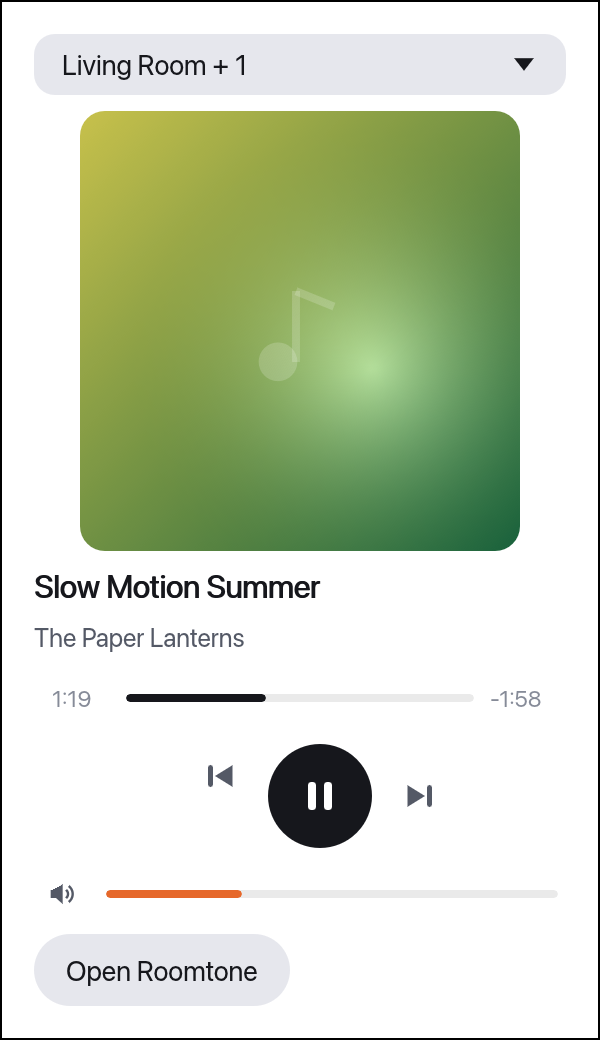 Living Room + 1
Slow Motion Summer
The Paper Lanterns
1:19
-1:58
Open Roomtone